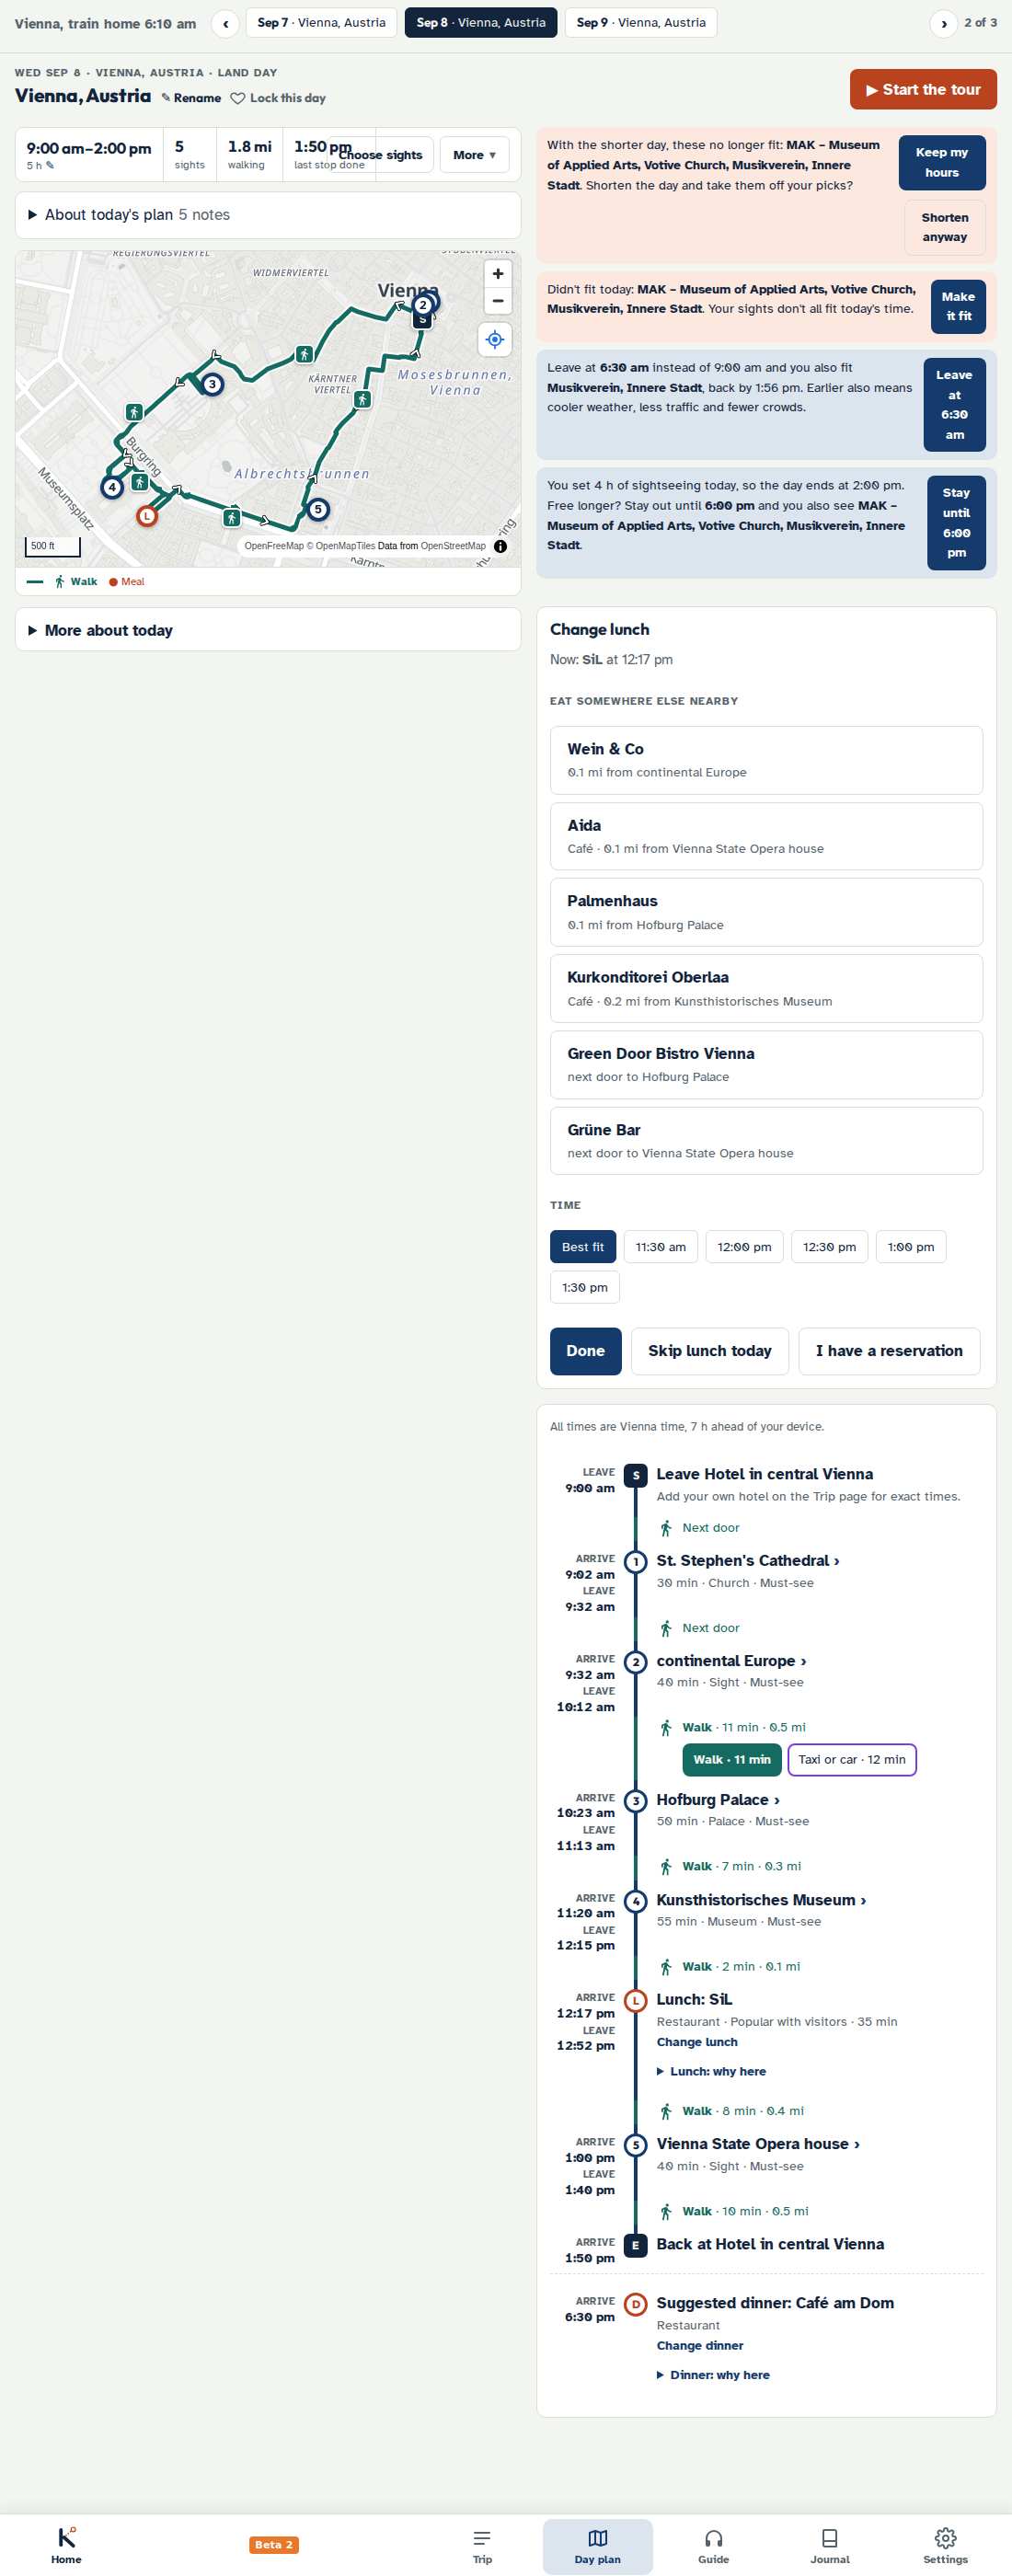 Vienna, train home 6:10 am
‹
Sep 7 · Vienna, Austria
Sep 8 · Vienna, Austria
Sep 9 · Vienna, Austria
›
2 of 3
WED SEP 8 · VIENNA, AUSTRIA · LAND DAY
Vienna, Austria
✎ Rename
Lock this day
▶ Start the tour
9:00 am–2:00 pm
5 h ✎
5
sights
1.8 mi
walking
1:50 pm
last stop done
Choose sights
More ▼
▶ About today's plan 5 notes
REGIERUNGSVIERTEL
WIDMERVIERTEL
Vienna
2
S
3
KÄRNTNER
VIERTEL
Mosesbrunnen,
Vienna
Burgring
Albrechtsbrunnen
Museumsplatz
4
L
5
+
−
500 ft
OpenFreeMap © OpenMapTiles Data from OpenStreetMap
Walk
Meal
▶ More about today
With the shorter day, these no longer fit: MAK – Museum
of Applied Arts, Votive Church, Musikverein, Innere
Stadt. Shorten the day and take them off your picks?
Keep my
hours
Shorten
anyway
Didn't fit today: MAK – Museum of Applied Arts, Votive Church,
Musikverein, Innere Stadt. Your sights don't all fit today's time.
Make
it fit
Leave at 6:30 am instead of 9:00 am and you also fit
Musikverein, Innere Stadt, back by 1:56 pm. Earlier also means
cooler weather, less traffic and fewer crowds.
Leave
at
6:30
am
You set 4 h of sightseeing today, so the day ends at 2:00 pm.
Free longer? Stay out until 6:00 pm and you also see MAK –
Museum of Applied Arts, Votive Church, Musikverein, Innere
Stadt.
Stay
until
6:00
pm
Change lunch
Now: SiL at 12:17 pm
EAT SOMEWHERE ELSE NEARBY
Wein & Co
0.1 mi from continental Europe
Aida
Café · 0.1 mi from Vienna State Opera house
Palmenhaus
0.1 mi from Hofburg Palace
Kurkonditorei Oberlaa
Café · 0.2 mi from Kunsthistorisches Museum
Green Door Bistro Vienna
next door to Hofburg Palace
Grüne Bar
next door to Vienna State Opera house
TIME
Best fit
11:30 am
12:00 pm
12:30 pm
1:00 pm
1:30 pm
Done
Skip lunch today
I have a reservation
All times are Vienna time, 7 h ahead of your device.
LEAVE
9:00 am
S
Leave Hotel in central Vienna
Add your own hotel on the Trip page for exact times.
Next door
ARRIVE
9:02 am
LEAVE
9:32 am
1
St. Stephen's Cathedral ›
30 min · Church · Must-see
Next door
ARRIVE
9:32 am
LEAVE
10:12 am
2
continental Europe ›
40 min · Sight · Must-see
Walk · 11 min · 0.5 mi
Walk · 11 min
Taxi or car · 12 min
ARRIVE
10:23 am
LEAVE
11:13 am
3
Hofburg Palace ›
50 min · Palace · Must-see
Walk · 7 min · 0.3 mi
ARRIVE
11:20 am
LEAVE
12:15 pm
4
Kunsthistorisches Museum ›
55 min · Museum · Must-see
Walk · 2 min · 0.1 mi
ARRIVE
12:17 pm
LEAVE
12:52 pm
L
Lunch: SiL
Restaurant · Popular with visitors · 35 min
Change lunch
▶ Lunch: why here
Walk · 8 min · 0.4 mi
ARRIVE
1:00 pm
LEAVE
1:40 pm
5
Vienna State Opera house ›
40 min · Sight · Must-see
Walk · 10 min · 0.5 mi
ARRIVE
1:50 pm
E
Back at Hotel in central Vienna
ARRIVE
6:30 pm
D
Suggested dinner: Café am Dom
Restaurant
Change dinner
▶ Dinner: why here
Home
Beta 2
Trip
Day plan
Guide
Journal
Settings